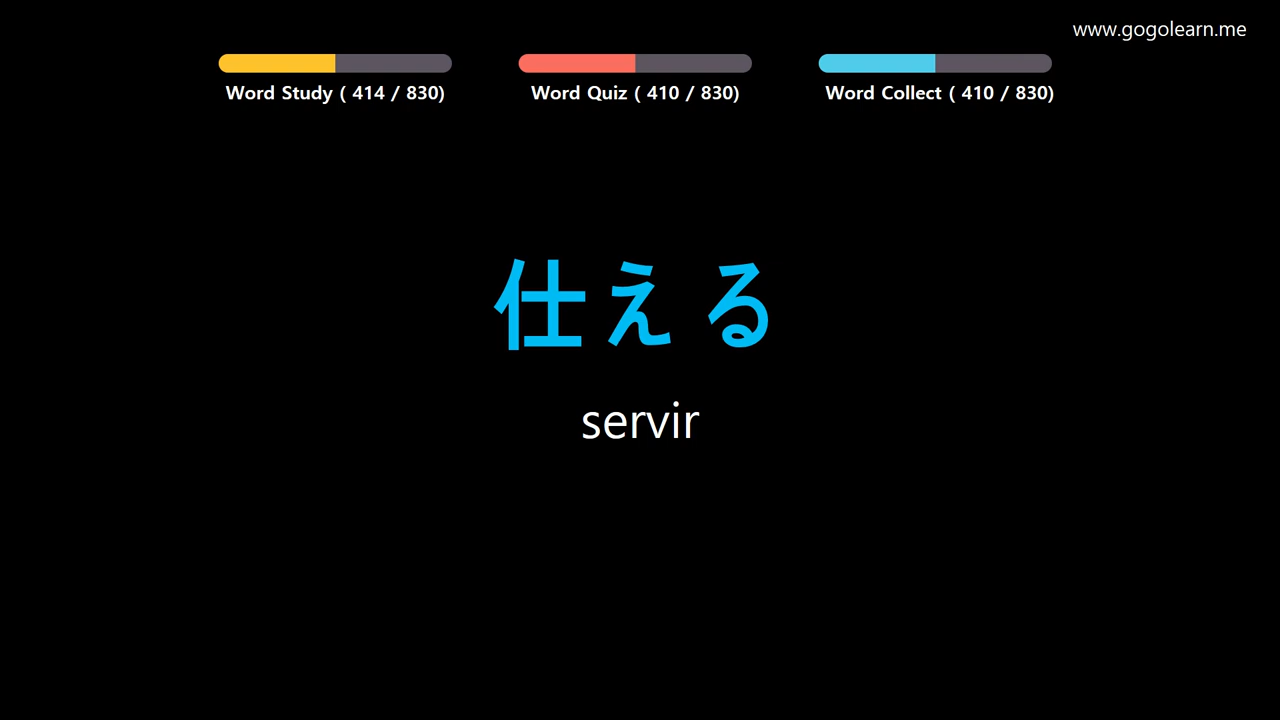 www.gogolearn.me
Word Study ( 414 / 830)
Word Quiz ( 410 / 830)
Word Collect ( 410 / 830)
仕える
servir